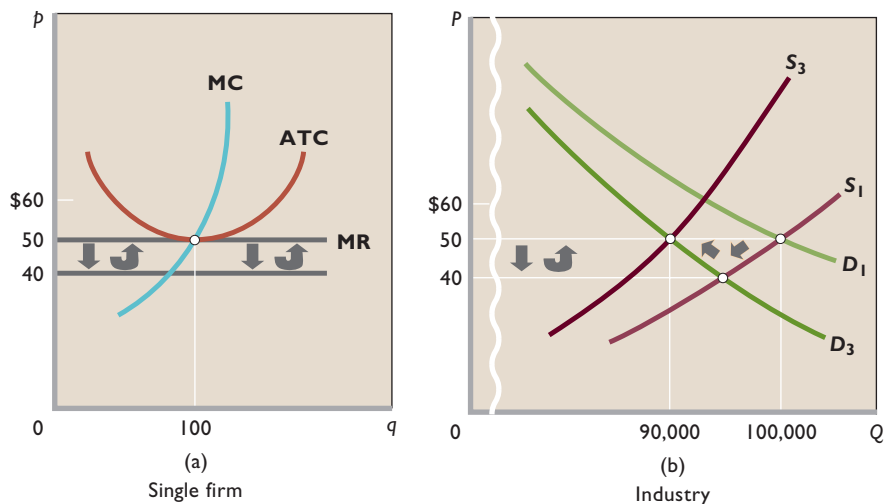 p
MC
ATC
$60
50
MR
40
0
100
q
(a)
Single firm
P
S3
S1
$60
50
40
D1
D3
0
90,000
100,000
Q
(b)
Industry